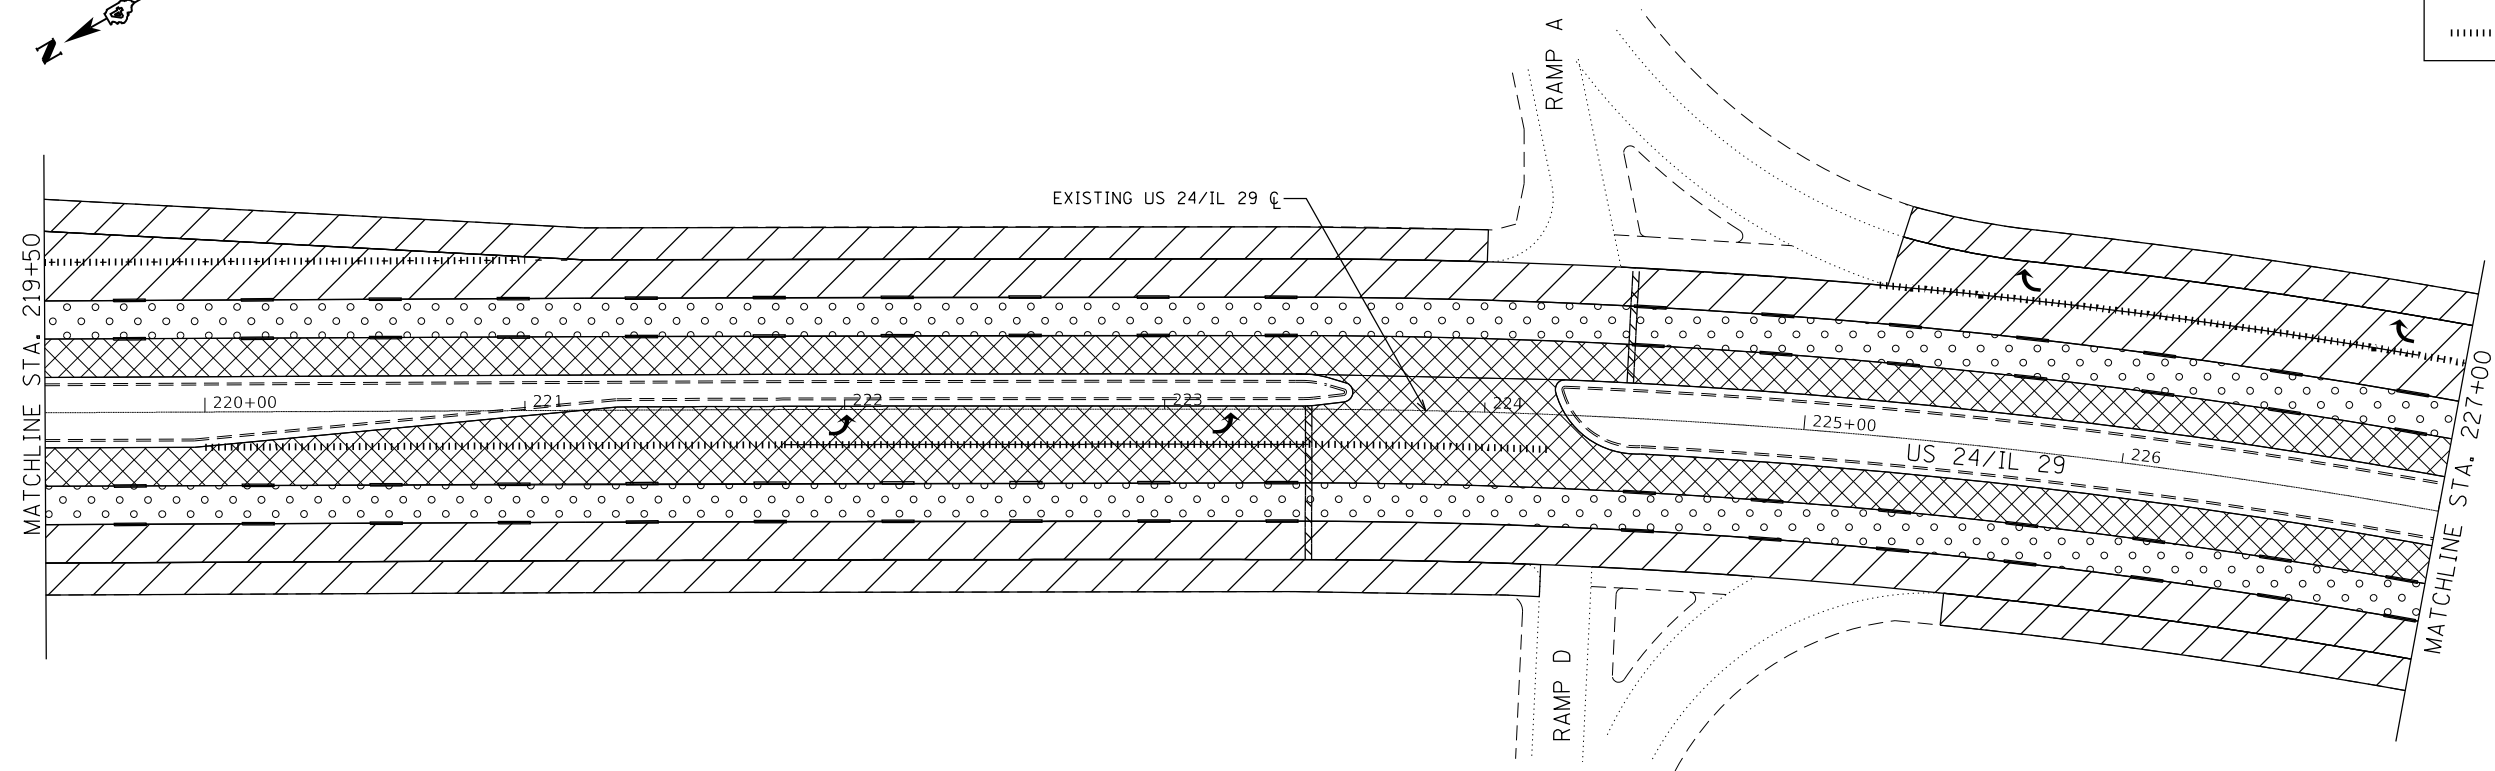 N
RAMP A
EXISTING US 24/IL 29 ℄
MATCHLINE STA. 219+50
220+00
221
222
223
224
225+00
226
US 24/IL 29
MATCHLINE STA. 227+00
RAMP D